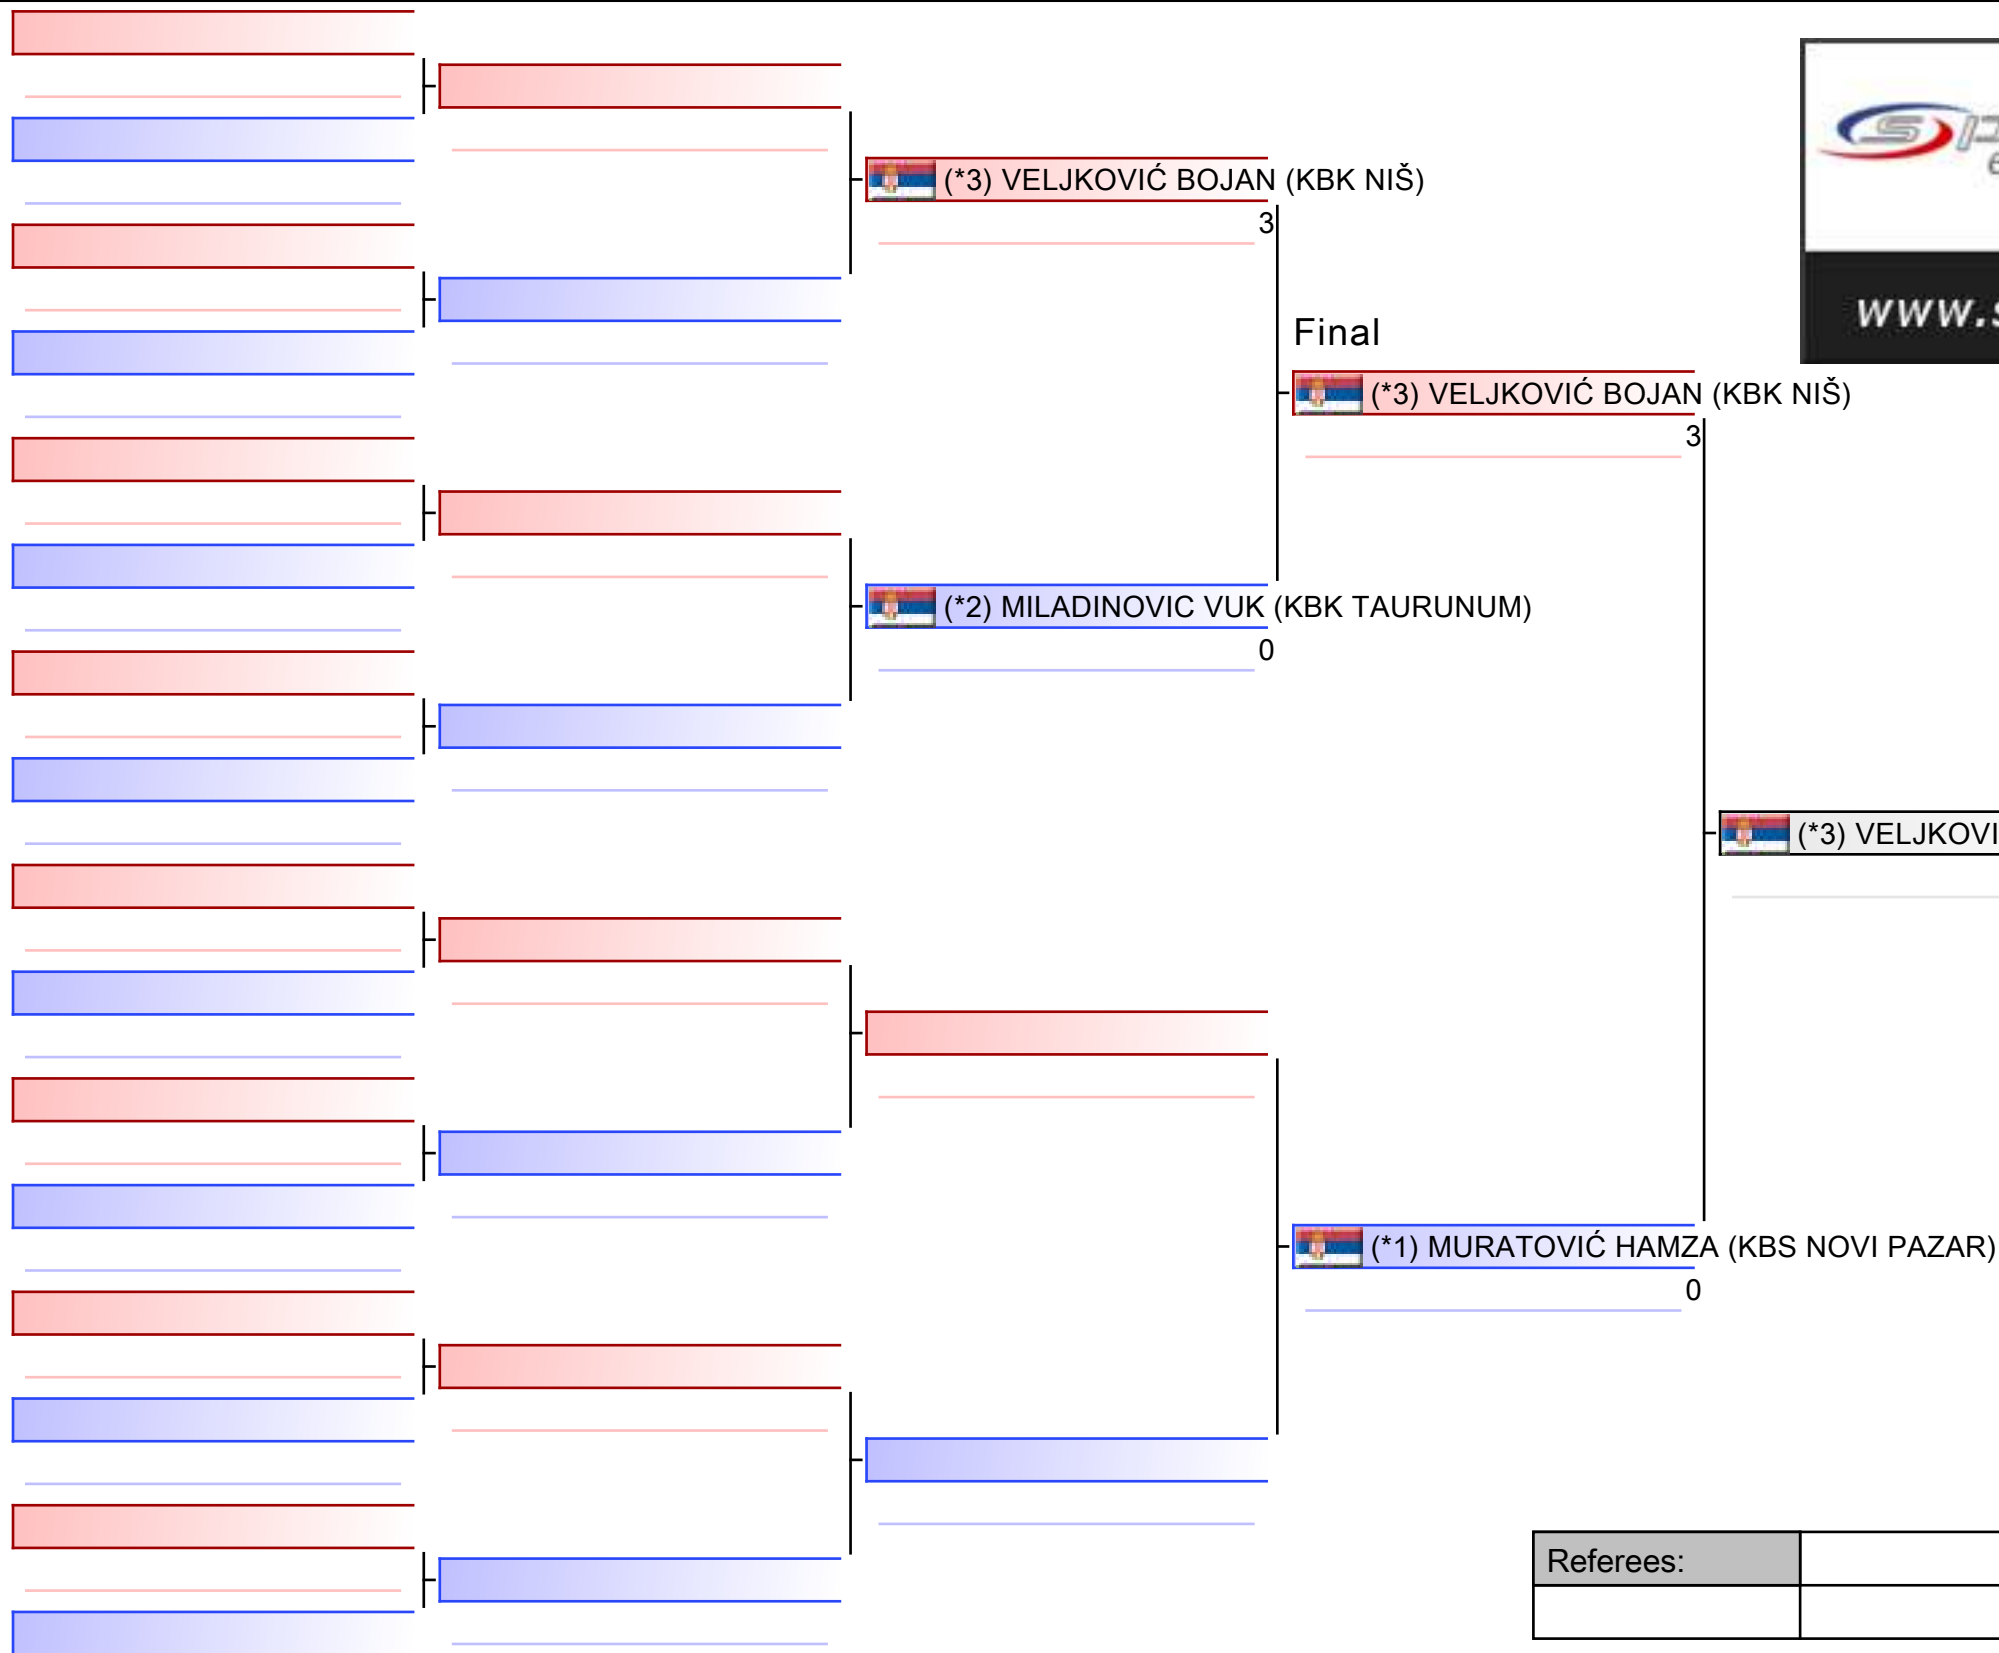 (*3) VELJKOVIĆ BOJAN (KBK NIŠ)
3
Final
(*3) VELJKOVIĆ BOJAN (KBK NIŠ)
3
(*2) MILADINOVIC VUK (KBK TAURUNUM)
0
(*3) VELJKOVI
(*1) MURATOVIĆ HAMZA (KBS NOVI PAZAR)
0
Referees:
www.s